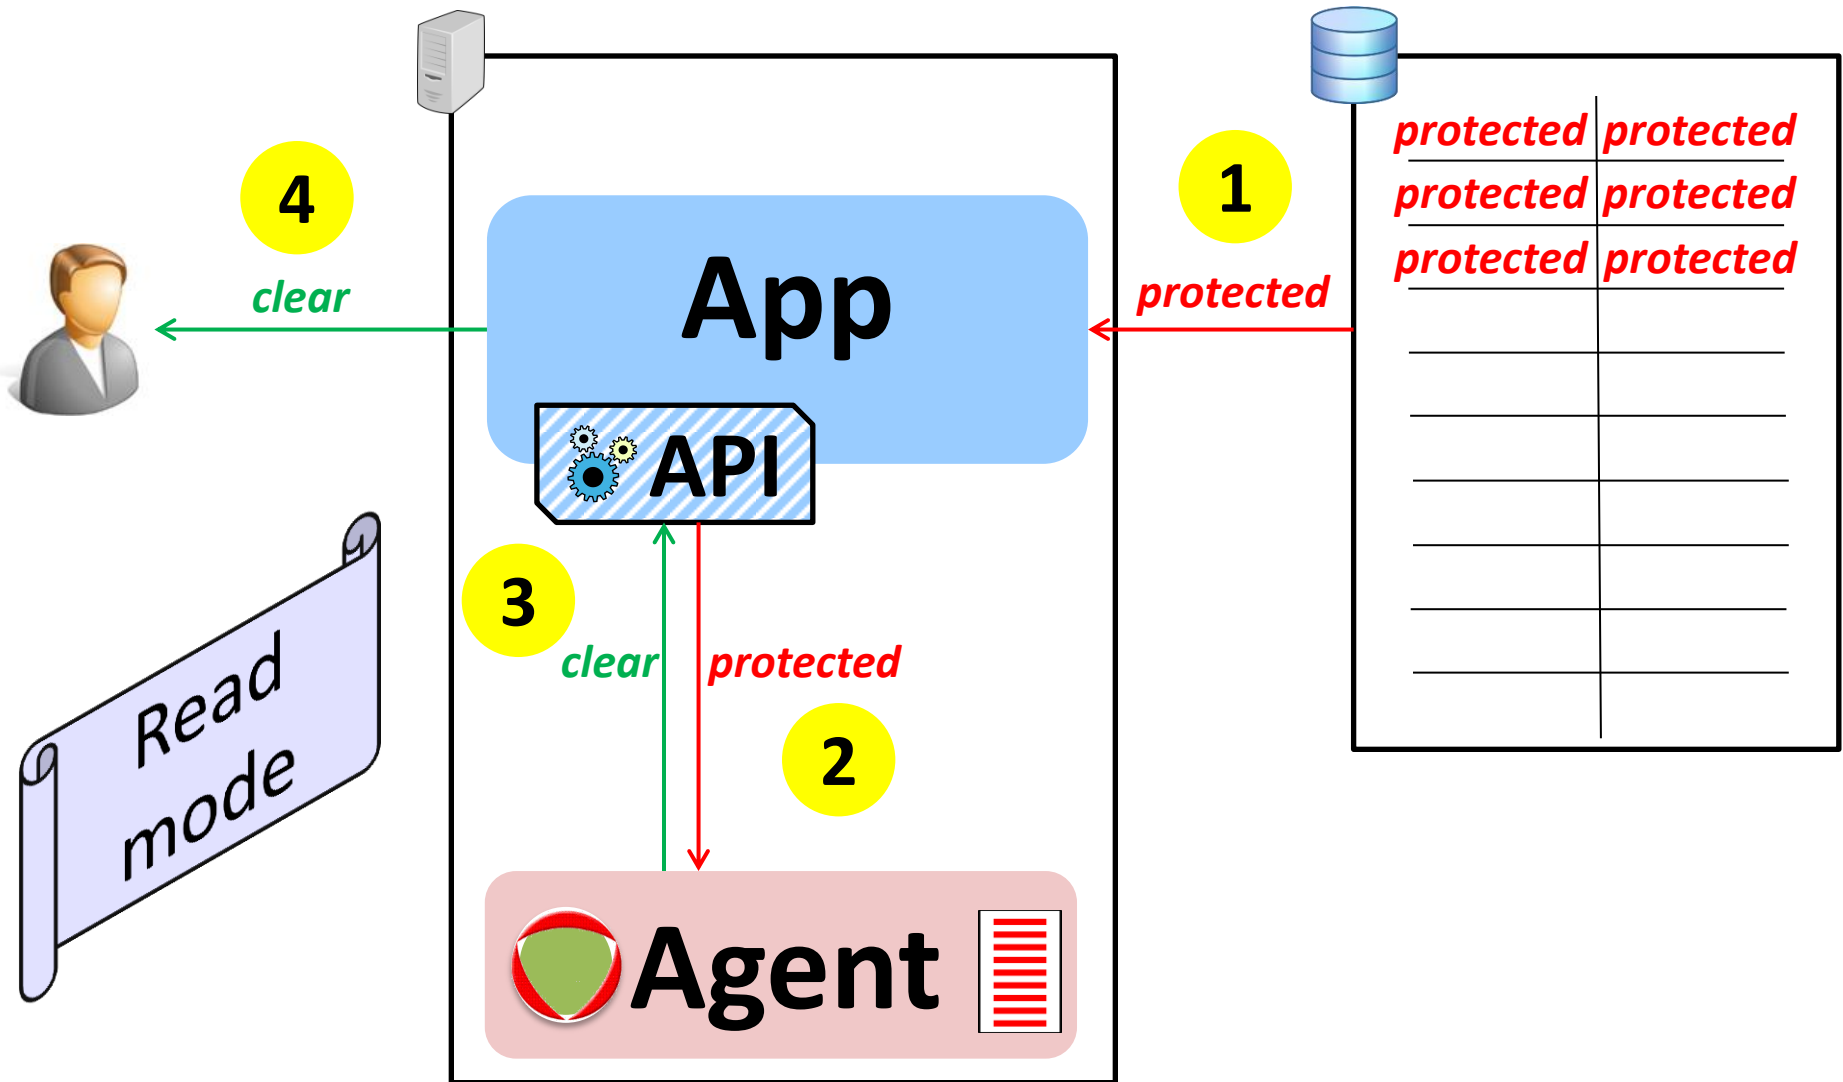 protected protected
protected protected
protected protected
1
protected
4
clear
App
API
3
clear
protected
2
Read
mode
Agent